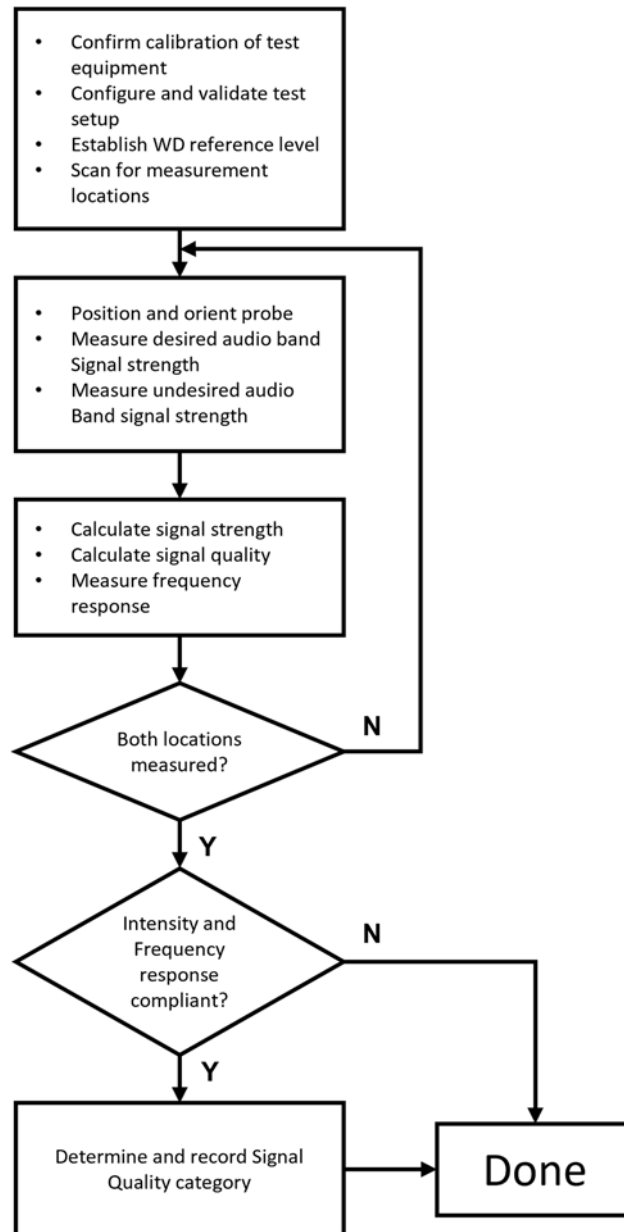 • Confirm calibration of test
equipment
• Configure and validate test
setup
• Establish WD reference level
• Scan for measurement
locations
• Position and orient probe
• Measure desired audio band
Signal strength
• Measure undesired audio
Band signal strength
• Calculate signal strength
• Calculate signal quality
• Measure frequency
response
Both locations
measured?
N
Y
Intensity and
Frequency
response
compliant?
N
Y
Determine and record Signal
Quality category
Done